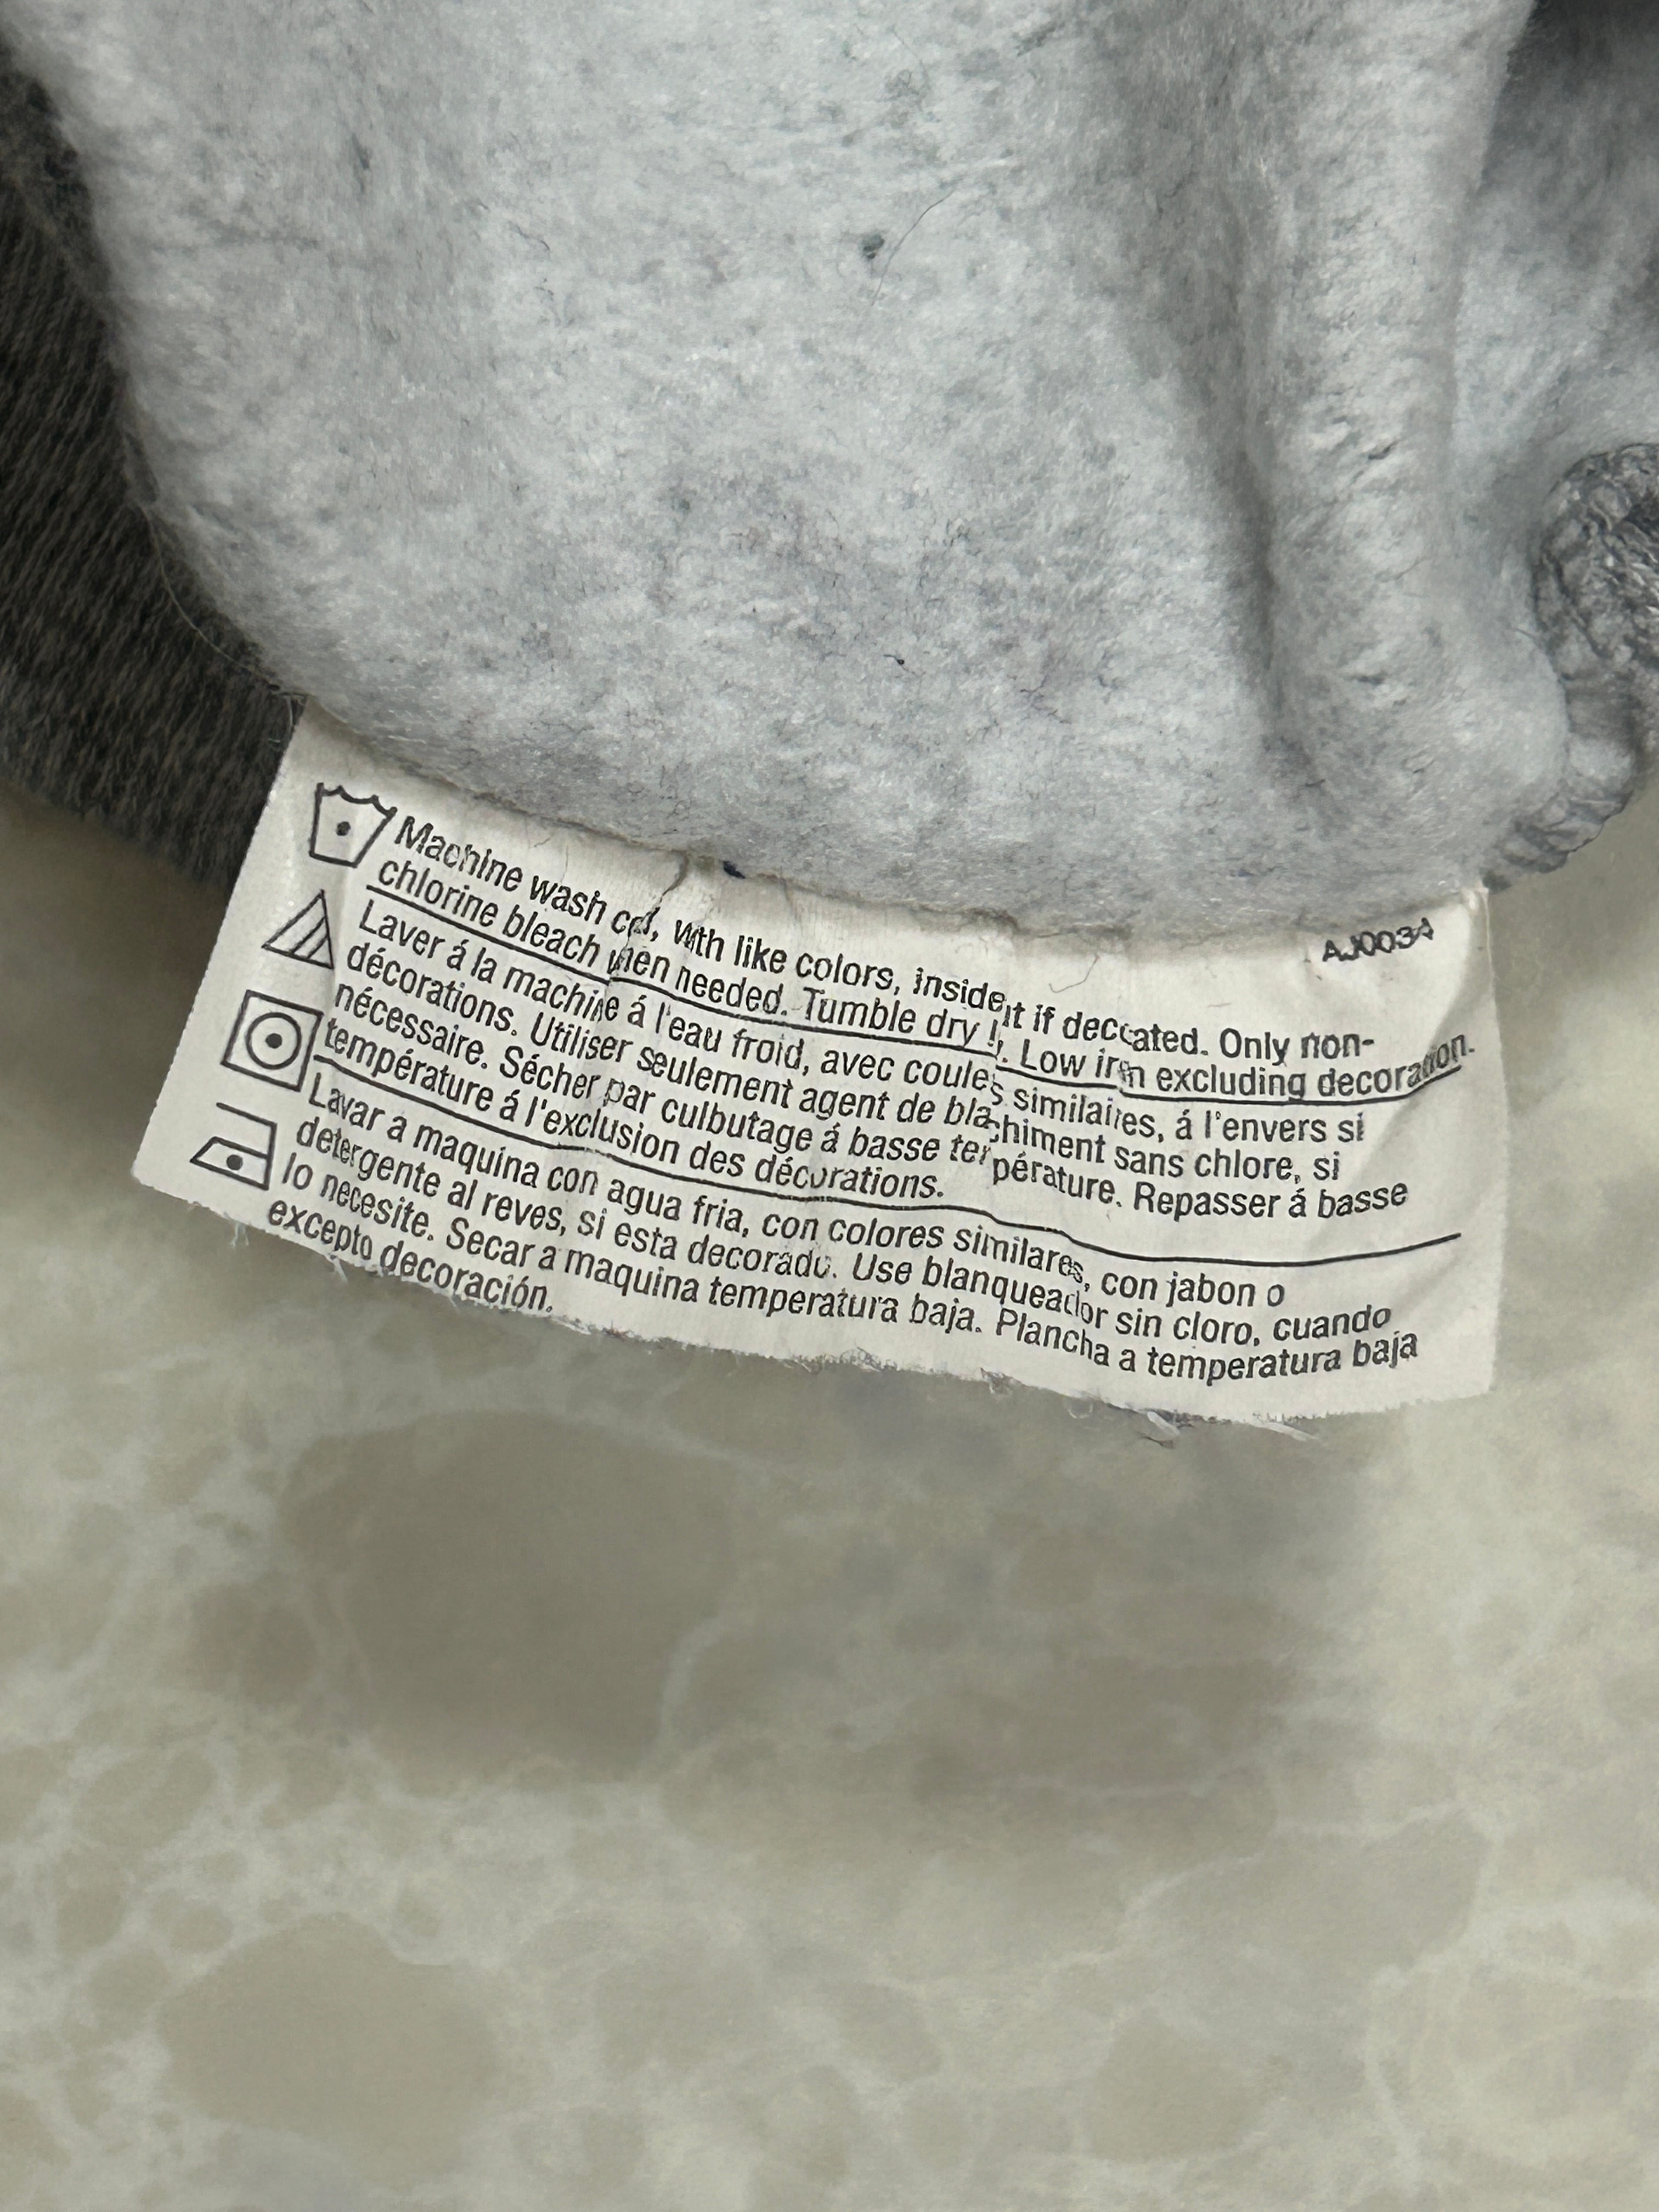 AJ0034
Machine wash cold, with like colors, inside out if decorated. Only non-
chlorine bleach when needed. Tumble dry low. Low iron excluding decoration.
Laver á la machine á l'eau froid, avec coules similaires, á l'envers si
décorations. Utiliser seulement agent de blachiment sans chlore, si
nécessaire. Sécher par culbutage á basse température. Repasser á basse
température á l'exclusion des décorations.
Lavar a maquina con agua fria, con colores similares, con jabon o
detergente al reves, si esta decorado. Use blanqueador sin cloro, cuando
lo necesite. Secar a maquina temperatura baja. Plancha a temperatura baja
excepto decoración.